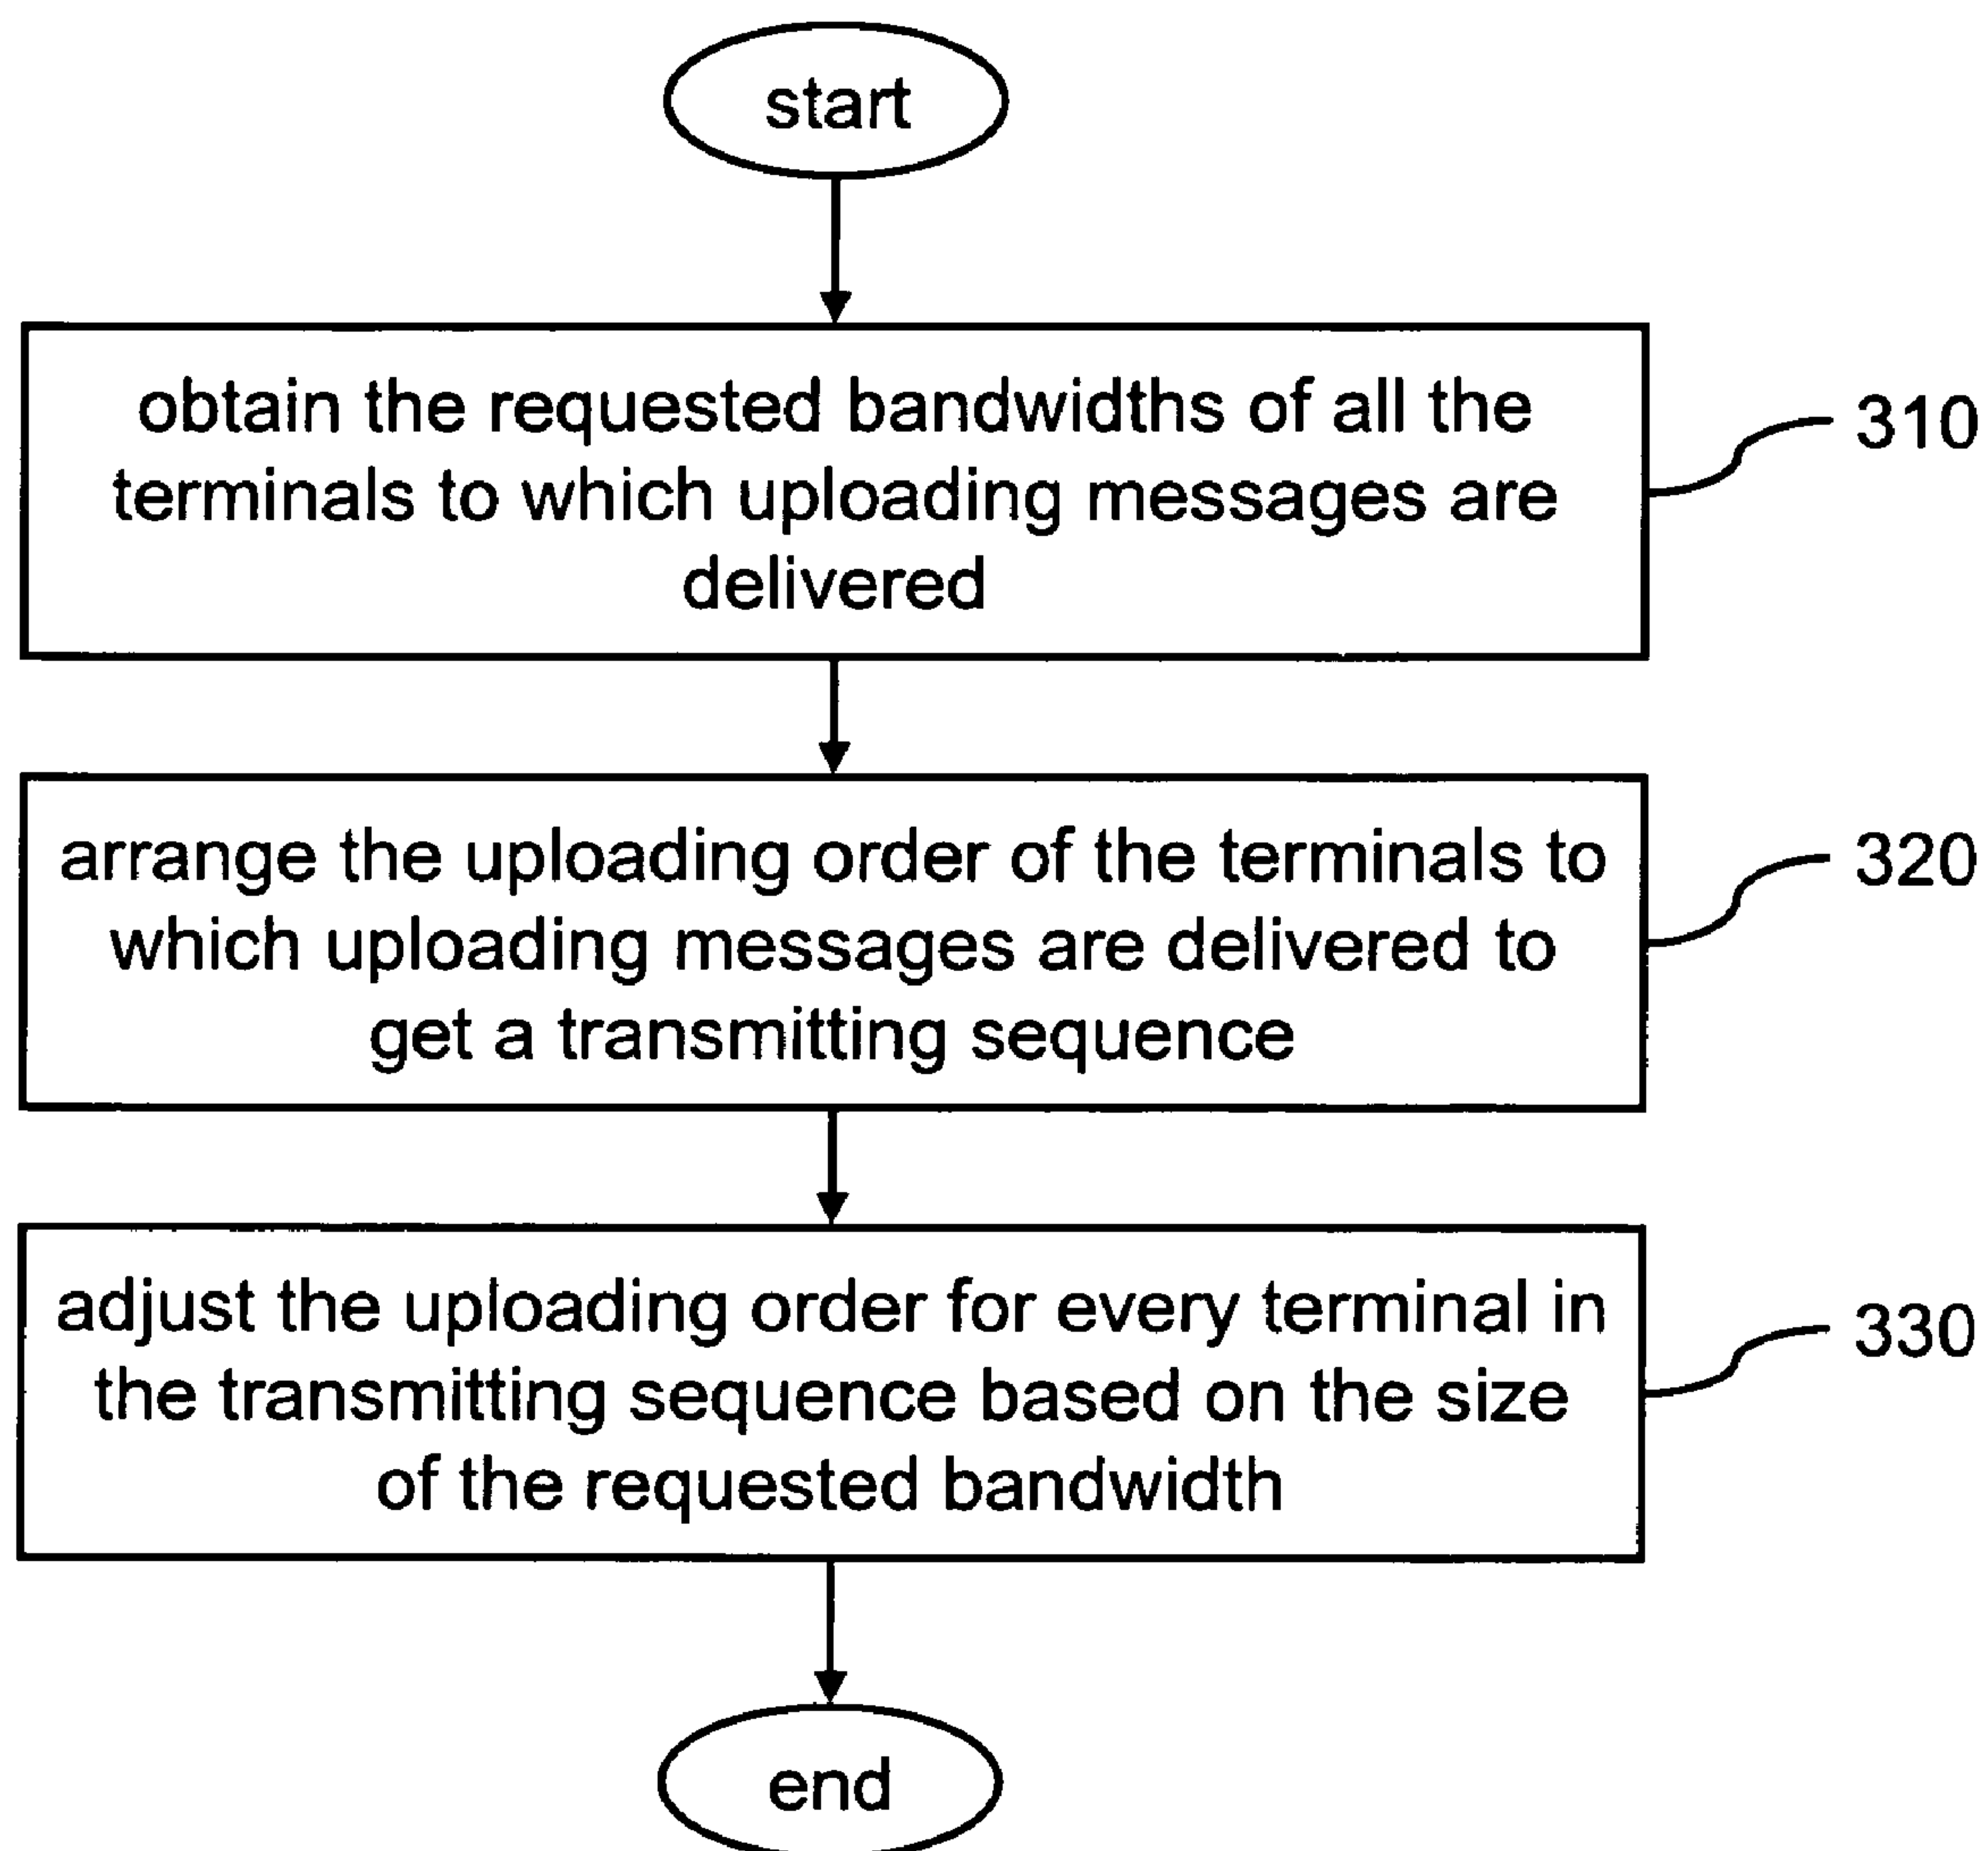 start
obtain the requested bandwidths of all the
terminals to which uploading messages are
delivered
310
arrange the uploading order of the terminals to
which uploading messages are delivered to
get a transmitting sequence
320
adjust the uploading order for every terminal in
the transmitting sequence based on the size
of the requested bandwidth
330
end